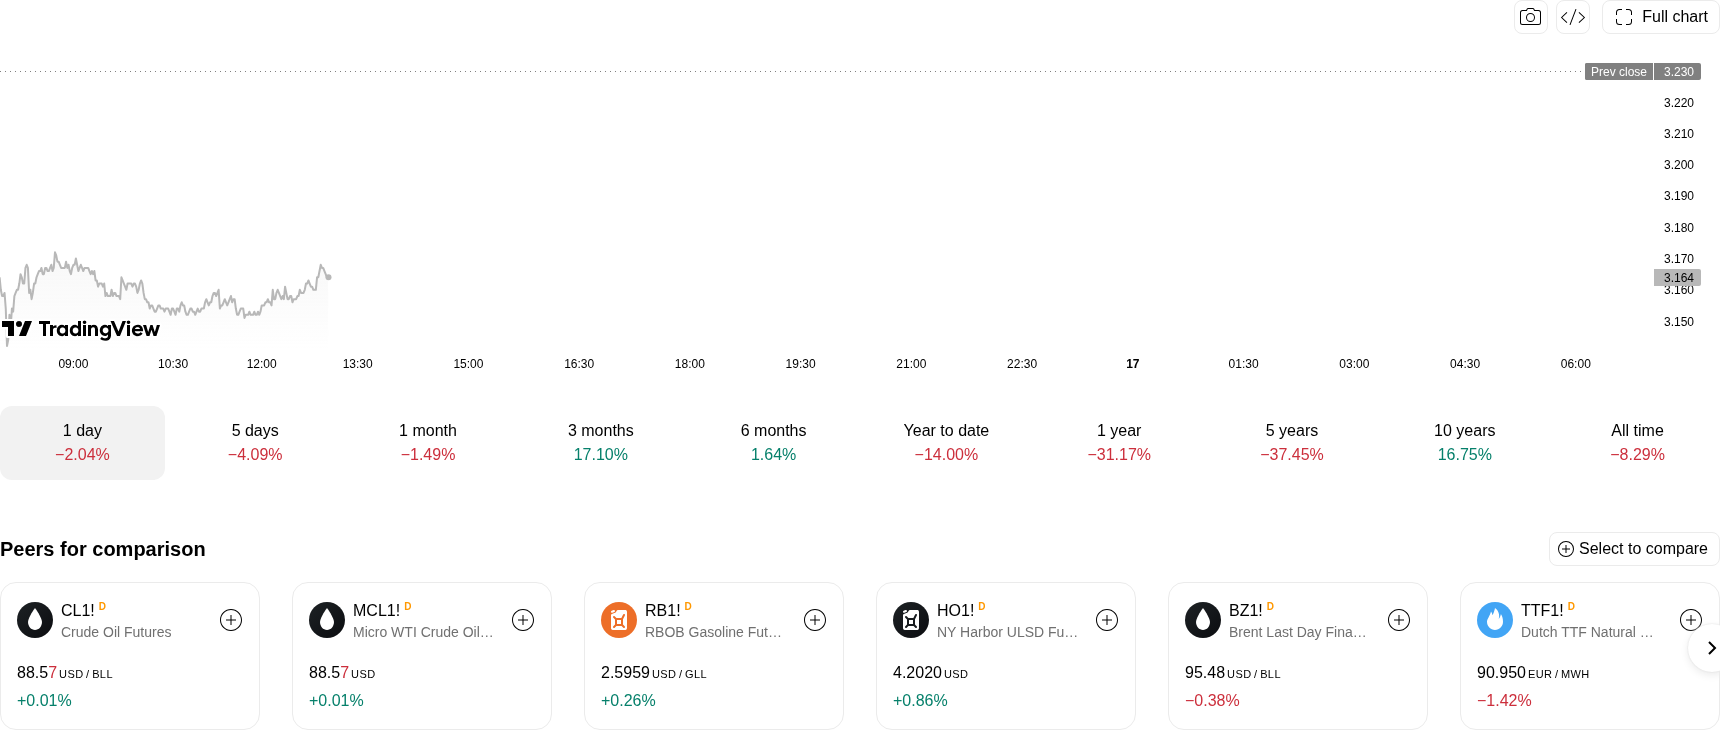 </> Full chart
Prev close 3.230
3.220
3.210
3.200
3.190
3.180
3.170
3.164
3.160
3.150
TradingView
09:00 10:30 12:00 13:30 15:00 16:30 18:00 19:30 21:00 22:30 17 01:30 03:00 04:30 06:00
1 day 5 days 1 month 3 months 6 months Year to date 1 year 5 years 10 years All time
−2.04% −4.09% −1.49% 17.10% 1.64% −14.00% −31.17% −37.45% 16.75% −8.29%
Peers for comparison Select to compare
CL1! D MCL1! D RB1! D HO1! D BZ1! D TTF1! D
Crude Oil Futures Micro WTI Crude Oil… RBOB Gasoline Fut… NY Harbor ULSD Fu… Brent Last Day Fina… Dutch TTF Natural …
88.57 USD / BLL 88.57 USD 2.5959 USD / GLL 4.2020 USD 95.48 USD / BLL 90.950 EUR / MWH
+0.01% +0.01% +0.26% +0.86% −0.38% −1.42%